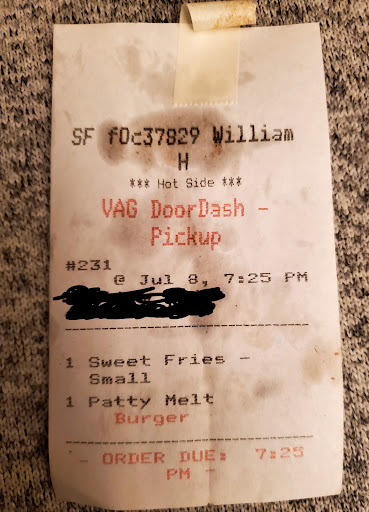 SF f0c37829 William
H
*** Hot Side ***
VAG DoorDash -
Pickup
#231
@ Jul 8, 7:25 PM
1 Sweet Fries -
Small
1 Patty Melt
Burger
- ORDER DUE: 7:25
PM -